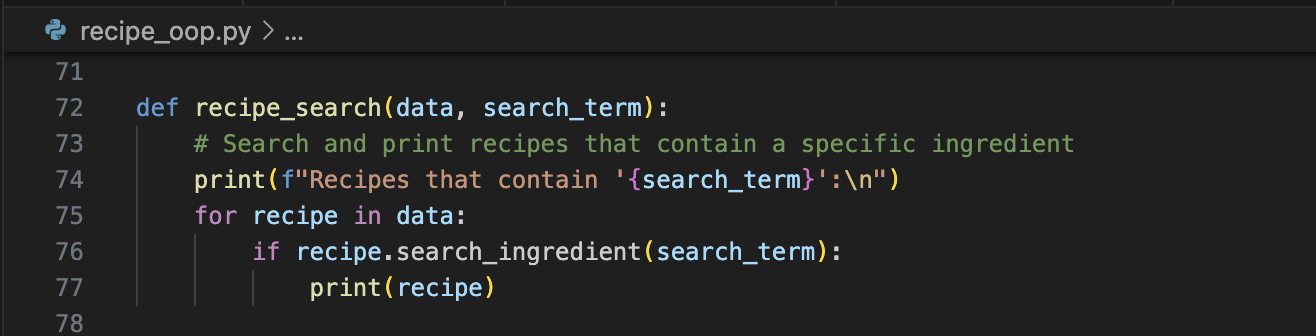 recipe_oop.py > ...
71
72 def recipe_search(data, search_term):
73     # Search and print recipes that contain a specific ingredient
74     print(f"Recipes that contain '{search_term}':\n")
75     for recipe in data:
76         if recipe.search_ingredient(search_term):
77             print(recipe)
78